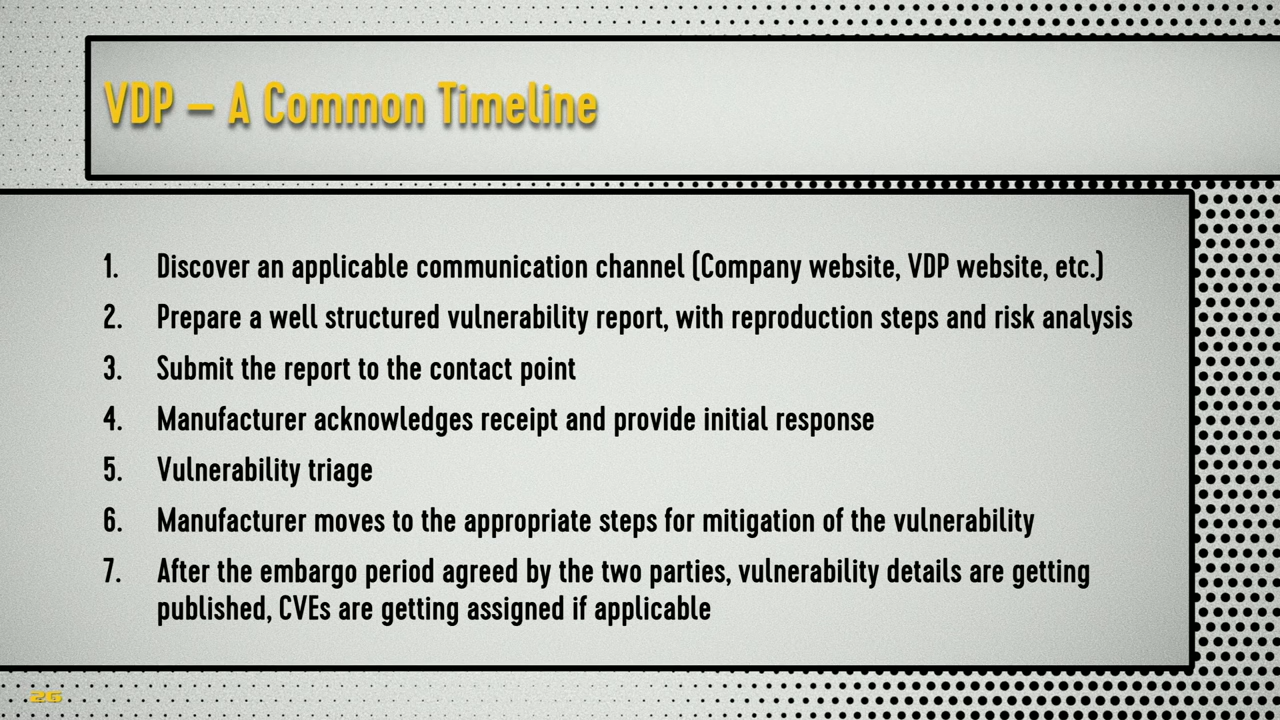 VDP – A Common Timeline
1. Discover an applicable communication channel (Company website, VDP website, etc.)
2. Prepare a well structured vulnerability report, with reproduction steps and risk analysis
3. Submit the report to the contact point
4. Manufacturer acknowledges receipt and provide initial response
5. Vulnerability triage
6. Manufacturer moves to the appropriate steps for mitigation of the vulnerability
7. After the embargo period agreed by the two parties, vulnerability details are getting
published, CVEs are getting assigned if applicable
26